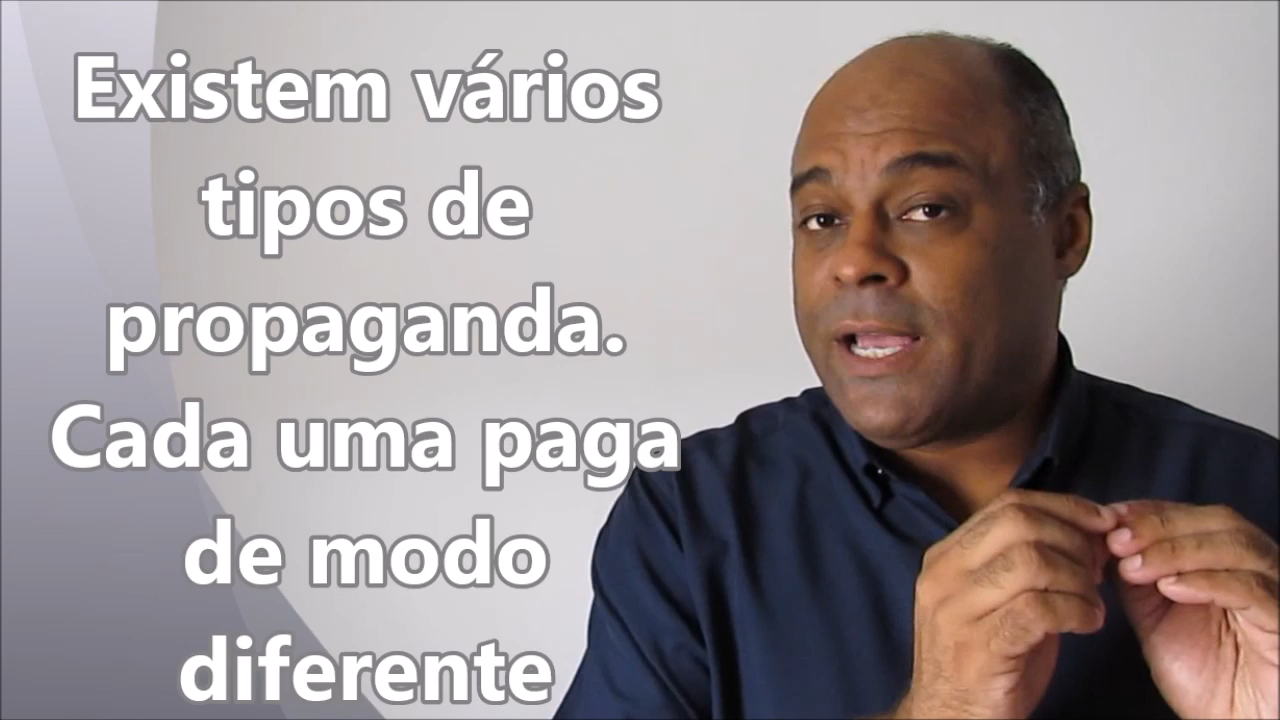 Existem vários
tipos de
propaganda.
Cada uma paga
de modo
diferente